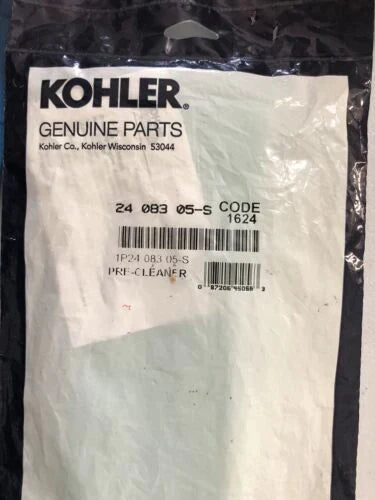 KOHLER®
GENUINE PARTS
Kohler Co., Kohler Wisconsin 53044
24 083 05-S CODE
1624
1P24 083 05-S
PRE-CLEANER